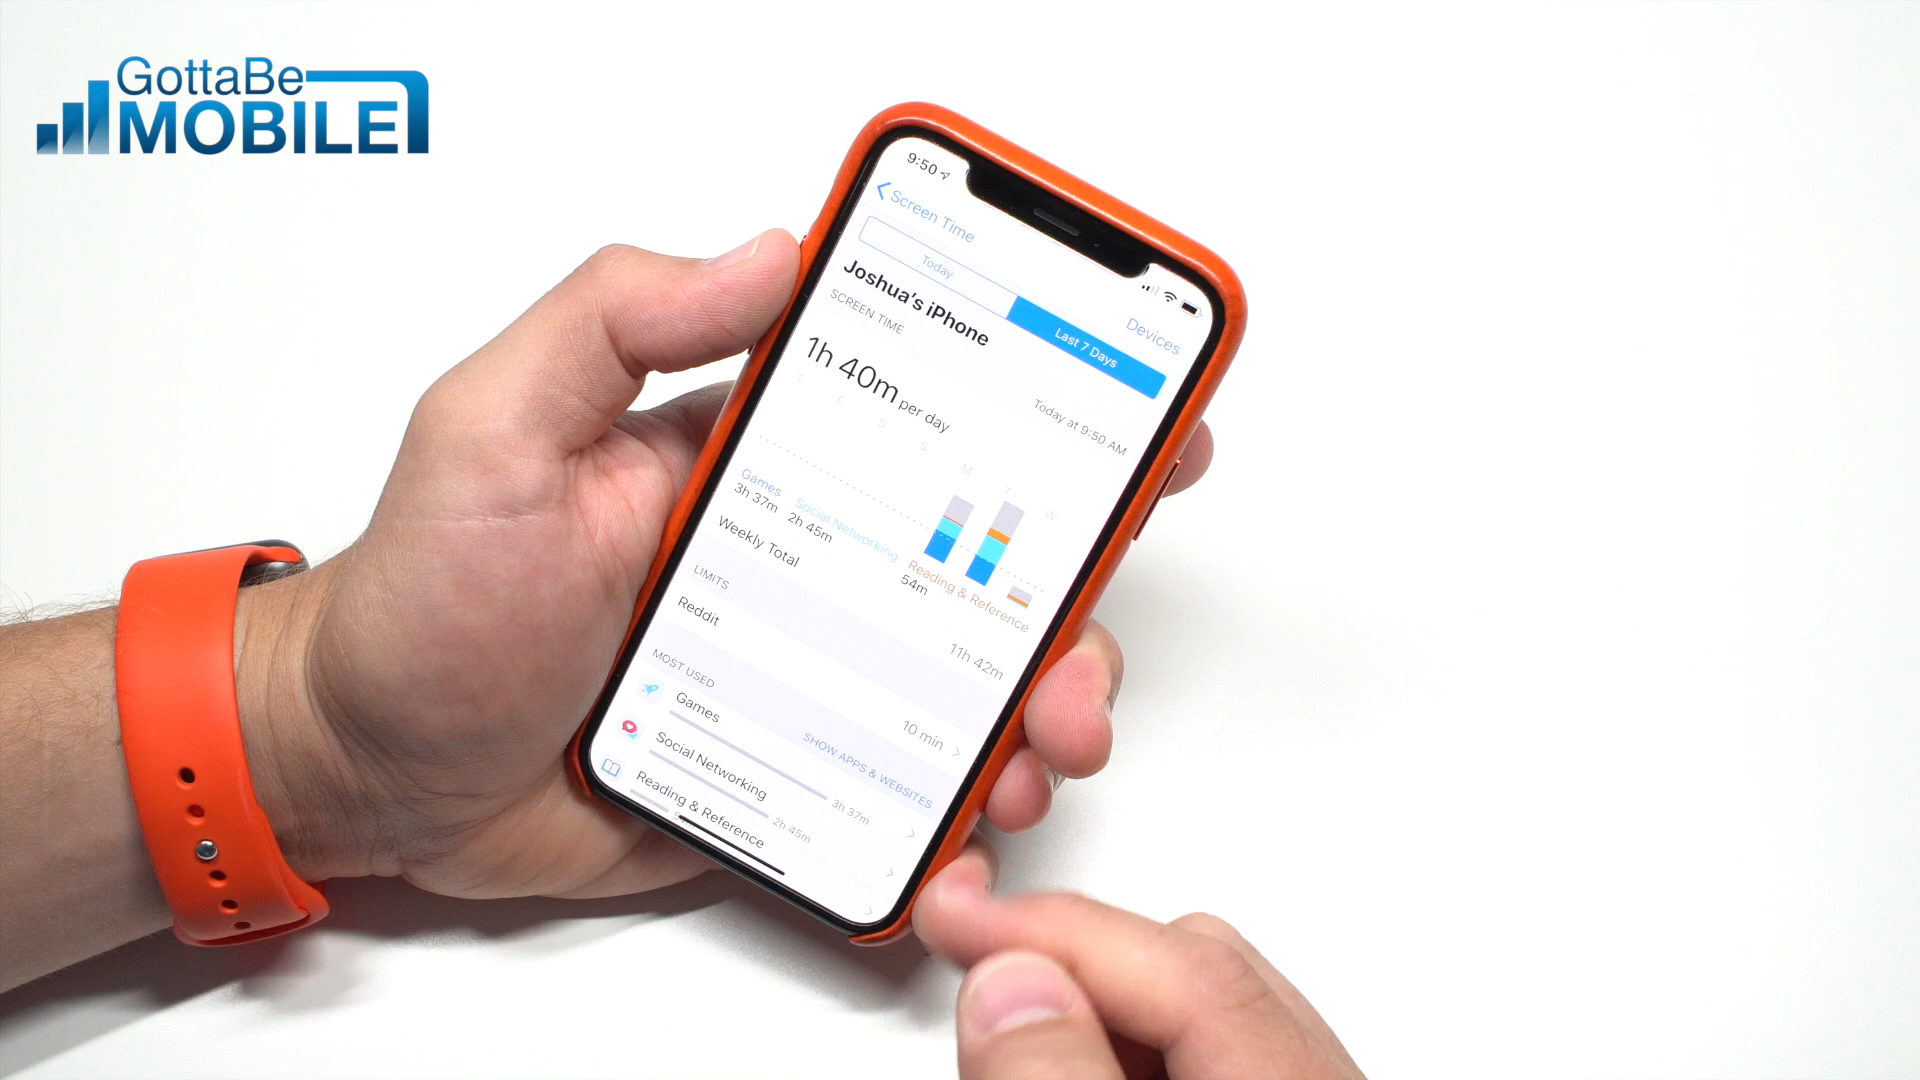 GottaBe
MOBILE
9:50
Screen Time
Devices
Today
Last 7 Days
Joshua's iPhone
SCREEN TIME
Today at 9:50 AM
1h 40m per day
T F S S M T W
Games Social Networking Reading & Reference
3h 37m 2h 45m 54m
Weekly Total 11h 42m
LIMITS
Reddit 10 min
MOST USED SHOW APPS & WEBSITES
Games
3h 37m
Social Networking
2h 45m
Reading & Reference